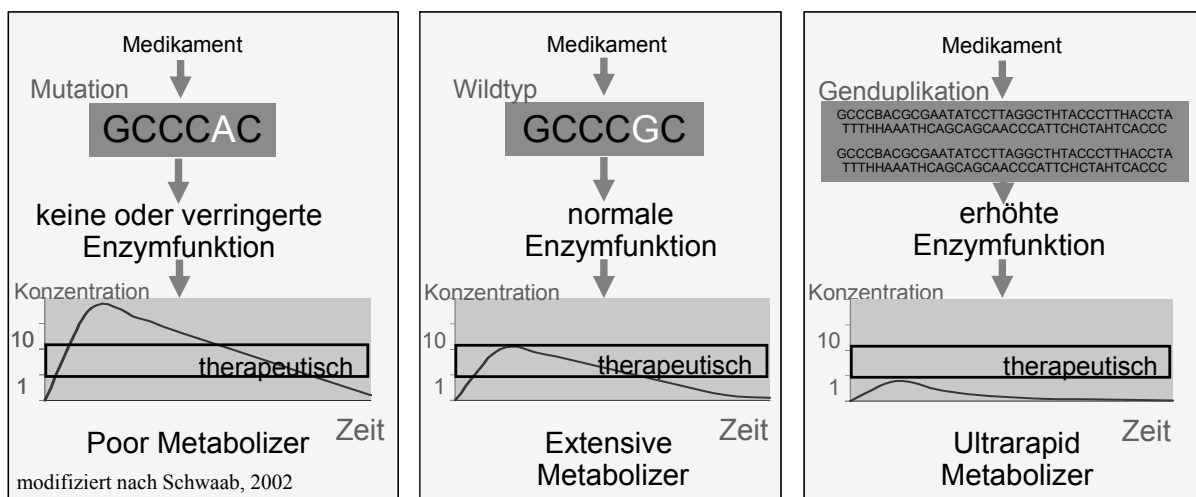 Medikament
Mutation
GCCCAC
keine oder verringerte
Enzymfunktion
Konzentration
10
therapeutisch
1
Zeit
Poor Metabolizer
modifiziert nach Schwaab, 2002
Medikament
Wildtyp
GCCCGC
normale
Enzymfunktion
Konzentration
10
therapeutisch
1
Zeit
Extensive
Metabolizer
Medikament
Genduplikation
GCCCBACGCGAATATCCTTAGGCTHTACCCTTHACCTA
TTTHHAAATHCAGCAGCAACCCATTCHCTAHTCACCC
GCCCBACGCGAATATCCTTAGGCTHTACCCTTHACCTA
TTTHHAAATHCAGCAGCAACCCATTCHCTAHTCACCC
erhöhte
Enzymfunktion
Konzentration
10
therapeutisch
1
Zeit
Ultrarapid
Metabolizer